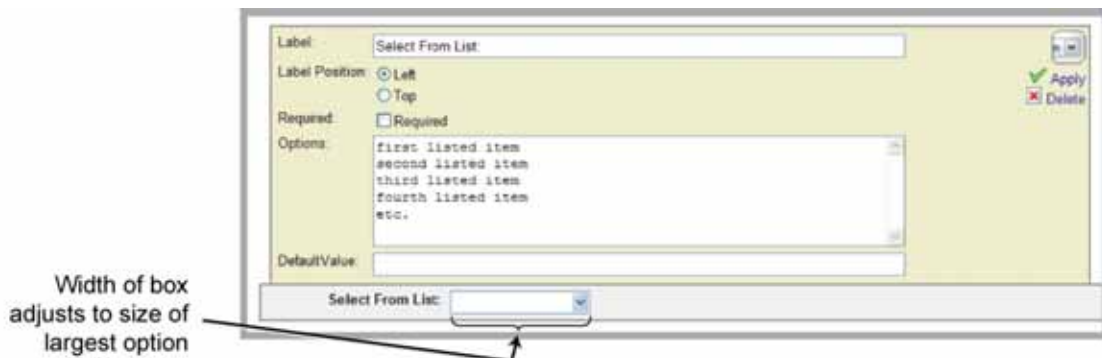 Label: Select From List:
Label Position: Left
Top
Apply
Delete
Required: Required
Options: first listed item
second listed item
third listed item
fourth listed item
etc.
DefaultValue:
Select From List:
Width of box
adjusts to size of
largest option